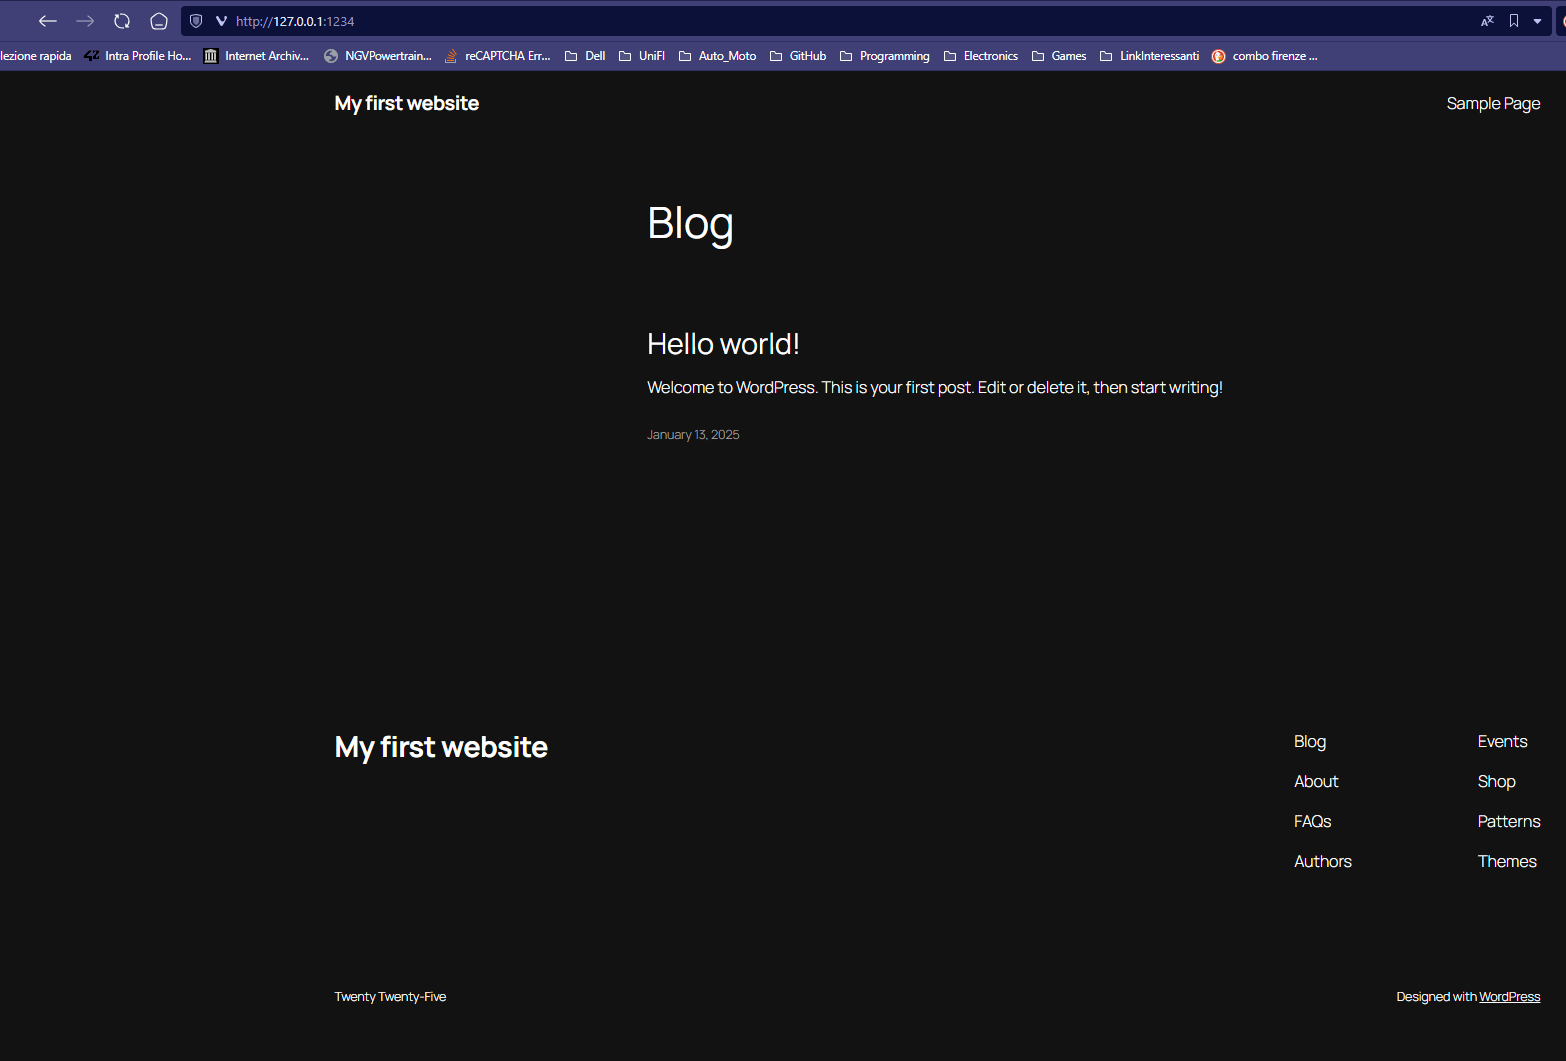 http://127.0.0.1:1234
lezione rapida Intra Profile Ho... Internet Archiv... NGVPowertrain... reCAPTCHA Err... Dell UniFI Auto_Moto GitHub Programming Electronics Games LinkInteressanti combo firenze ...
My first website Sample Page
Blog
Hello world!
Welcome to WordPress. This is your first post. Edit or delete it, then start writing!
January 13, 2025
My first website
Blog Events
About Shop
FAQs Patterns
Authors Themes
Twenty Twenty-Five Designed with WordPress